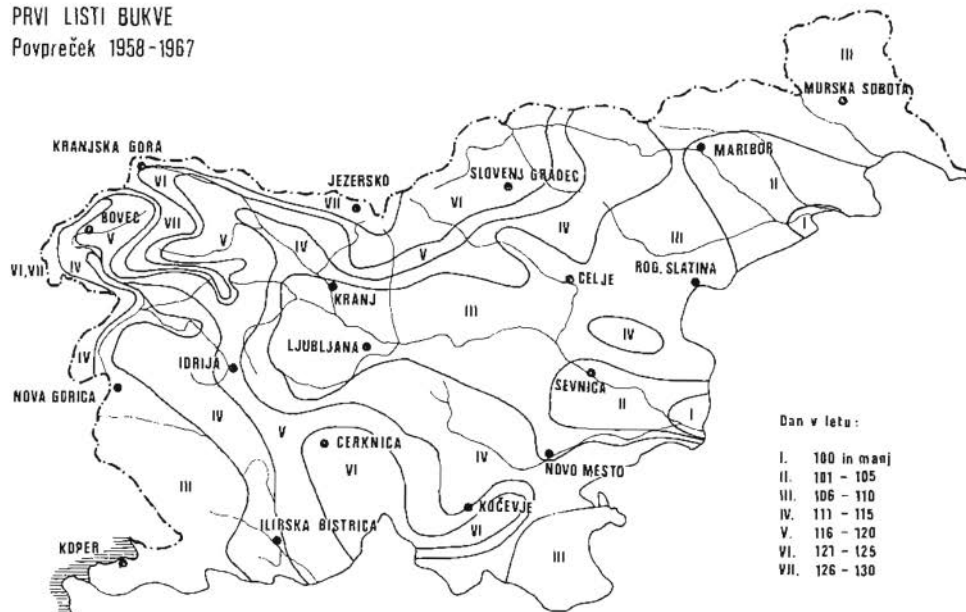 PRVI LISTI BUKVE
Povpreček 1958-1967
III
MURSKA SOBOTA
KRANJSKA GORA
MARIBOR
VI
JEZERSKO
SLOVENJ GRADEC
VII
VI
II
BOVEC
VII
V
V
IV
IV
I
III
VI,VII
IV
V
ROG. SLATINA
CELJE
KRANJ
III
IV
LJUBLJANA
IV
IDRIJA
SEVNICA
NOVA GORICA
II
I
IV
V
CERKNICA
IV
NOVO MESTO
VI
III
KOČEVJE
VI
ILIRSKA BISTRICA
KOPER
III
Dan v letu:
I. 100 in manj
II. 101 - 105
III. 106 - 110
IV. 111 - 115
V. 116 - 120
VI. 121 - 125
VII. 126 - 130